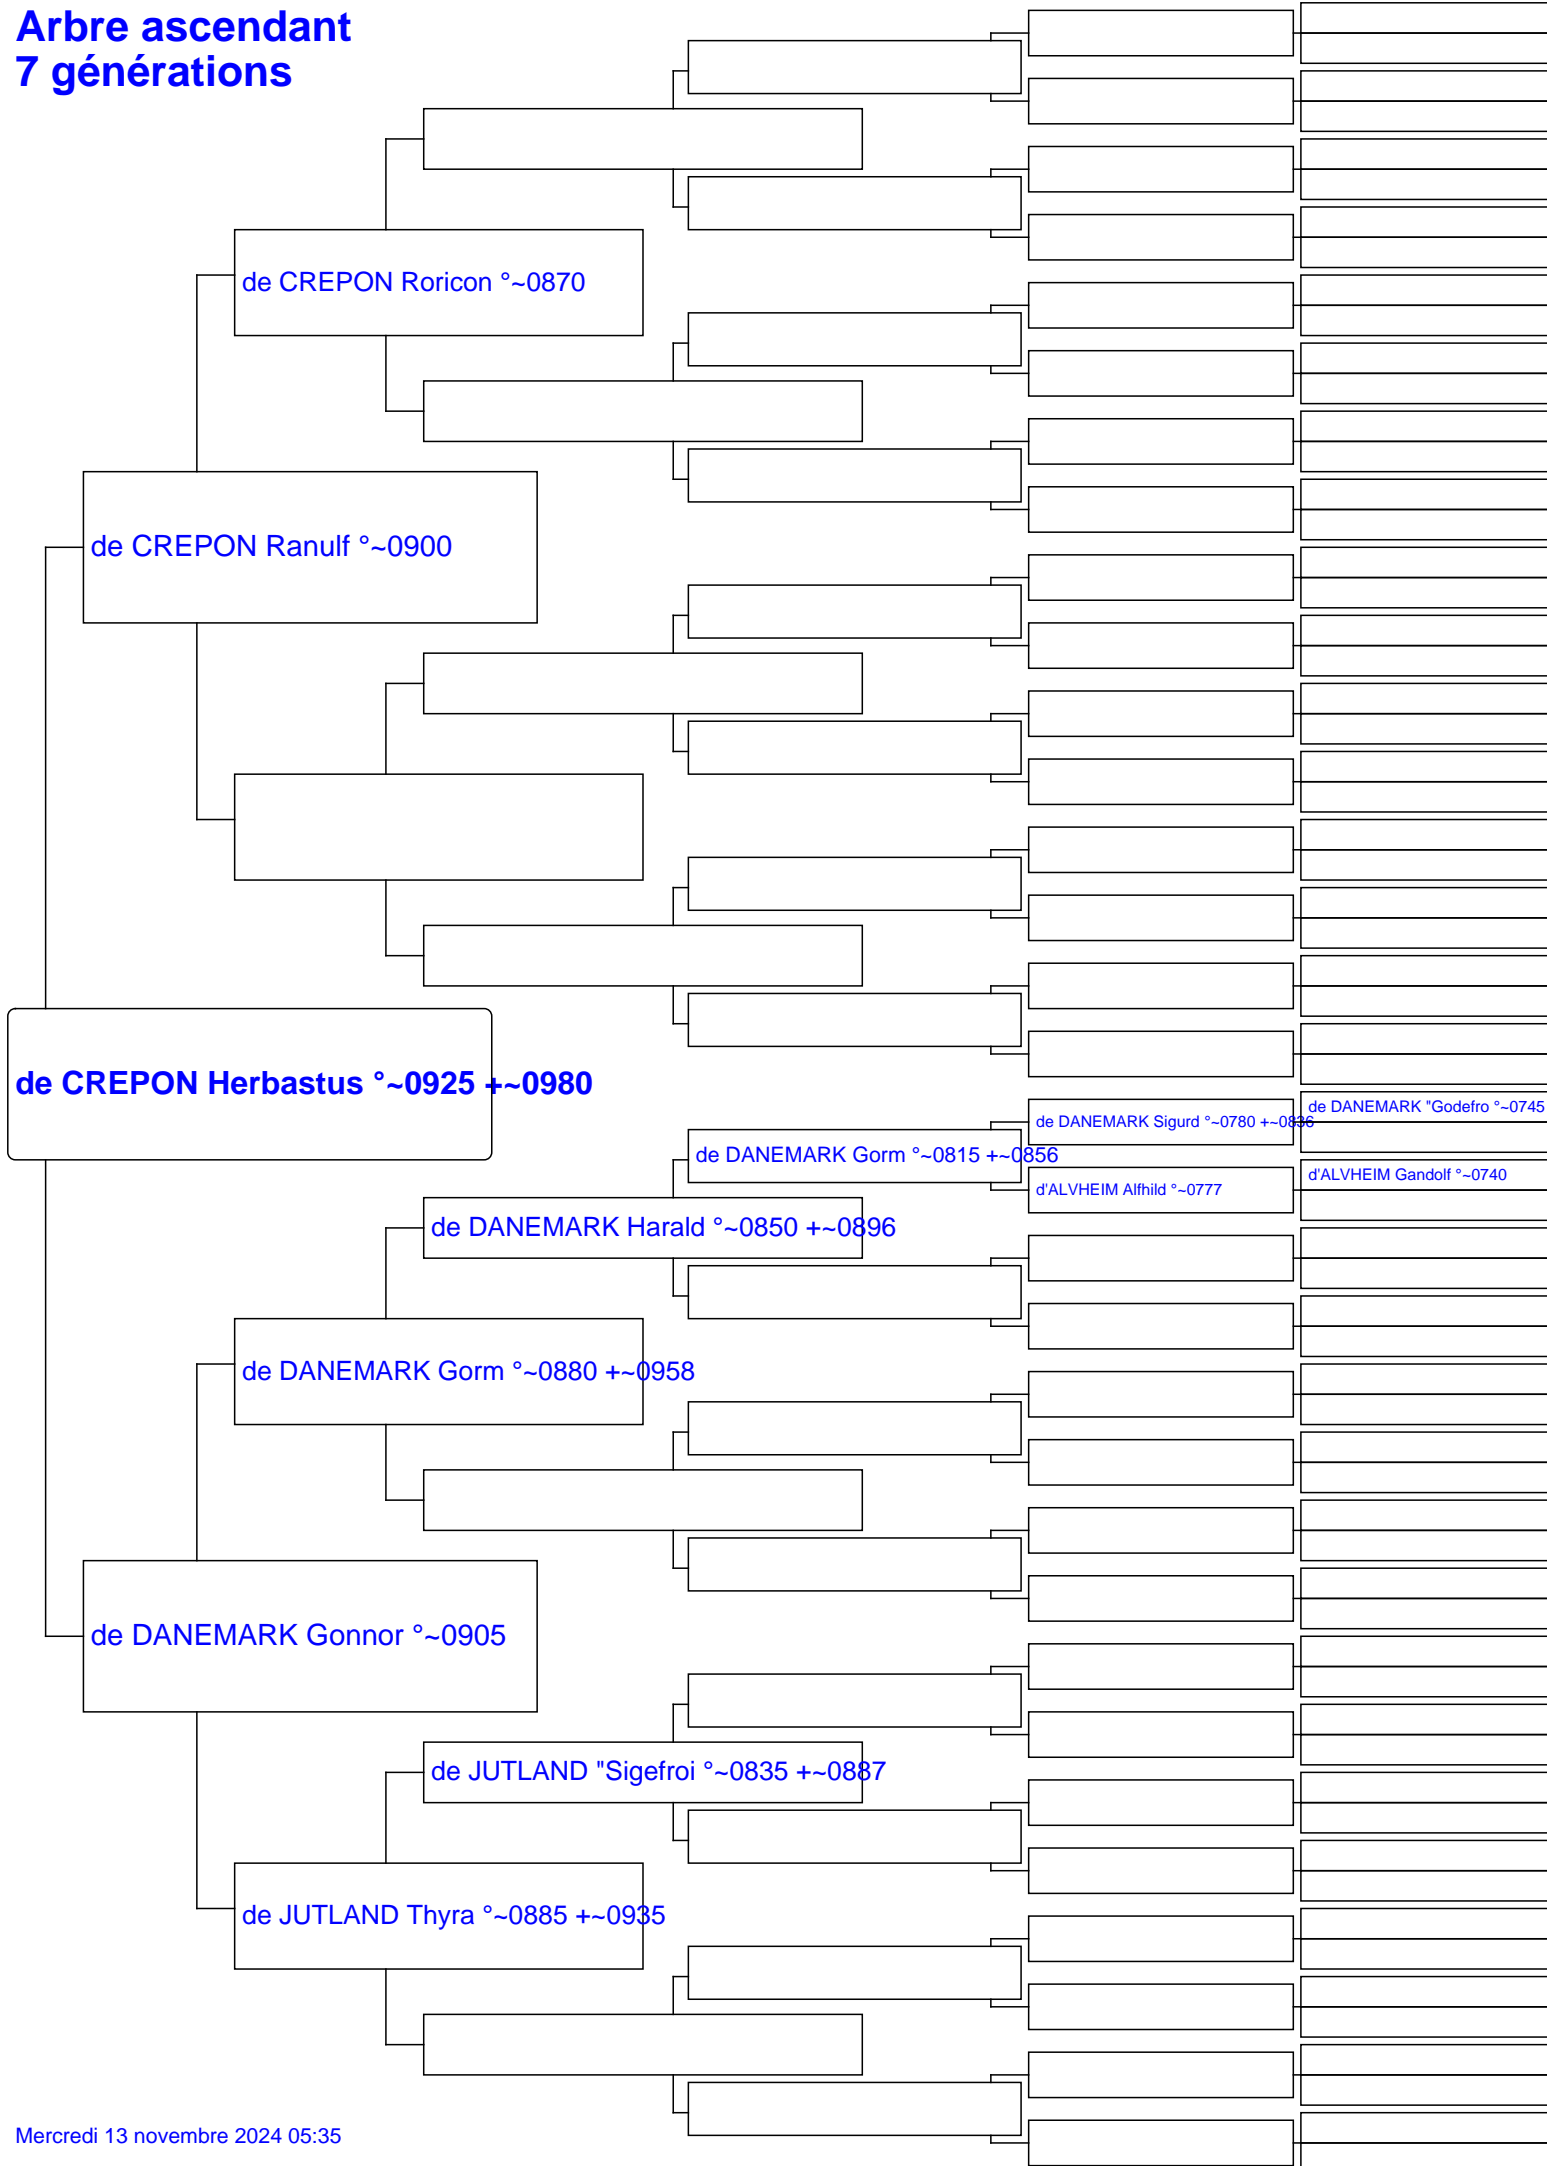 Arbre ascendant
7 générations
de CREPON Roricon °~0870
de CREPON Ranulf °~0900
de CREPON Herbastus °~0925 +~0980
de DANEMARK "Godefro °~0745
de DANEMARK Sigurd °~0780 +~0836
de DANEMARK Gorm °~0815 +~0856
d'ALVHEIM Gandolf °~0740
d'ALVHEIM Alfhild °~0777
de DANEMARK Harald °~0850 +~0896
de DANEMARK Gorm °~0880 +~0958
de DANEMARK Gonnor °~0905
de JUTLAND "Sigefroi °~0835 +~0887
de JUTLAND Thyra °~0885 +~0935
Mercredi 13 novembre 2024 05:35